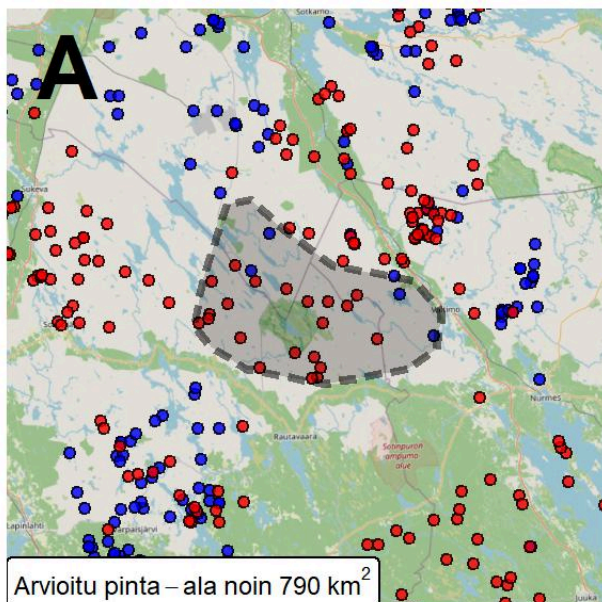 Sotkamo
A
Sukeva
Valtimo
Nurmes
Rautavaara
Sotinpuron
ampuma
alue
Lapinlahti
Varpaisjärvi
Juuka
Arvioitu pinta – ala noin 790 km²